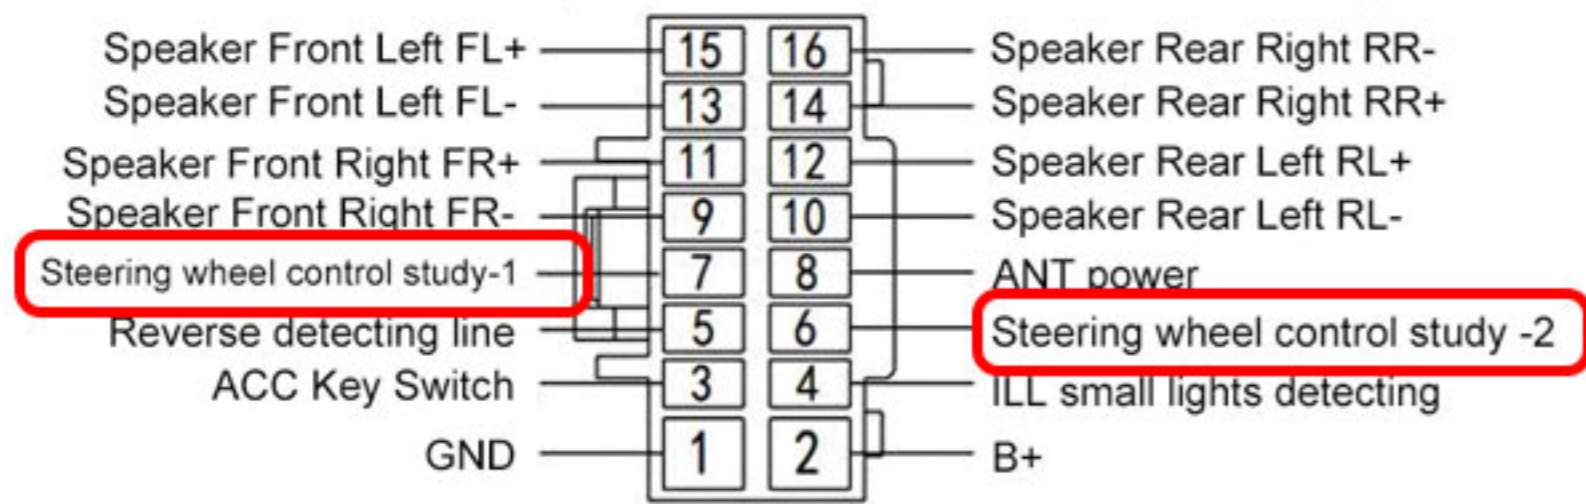 Speaker Front Left FL+ 15 16 Speaker Rear Right RR-
Speaker Front Left FL- 13 14 Speaker Rear Right RR+
Speaker Front Right FR+ 11 12 Speaker Rear Left RL+
Speaker Front Right FR- 9 10 Speaker Rear Left RL-
Steering wheel control study-1 7 8 ANT power
Reverse detecting line 5 6 Steering wheel control study -2
ACC Key Switch 3 4 ILL small lights detecting
GND 1 2 B+